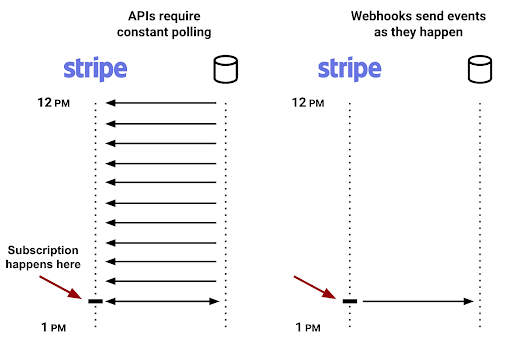 APIs require
constant polling
Webhooks send events
as they happen
stripe
stripe
12 PM
12 PM
Subscription
happens here
1 PM
1 PM